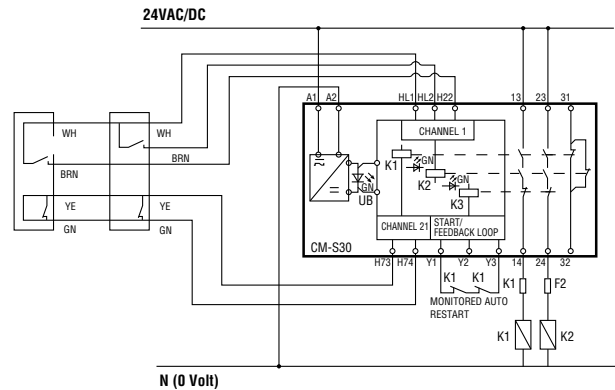 24VAC/DC
A1 A2 HL1 HL2 H22 13 23 31
WH WH
CHANNEL 1
BRN
BRN
K1 GN
K2 GN
K3
GN
UB
YE YE
GN GN
CHANNEL 21 START/
FEEDBACK LOOP
CM-S30
H73 H74 Y1 Y2 Y3 14 24 32
K1 K1 K1 F2
MONITORED AUTO
RESTART
K1 K2
N (0 Volt)